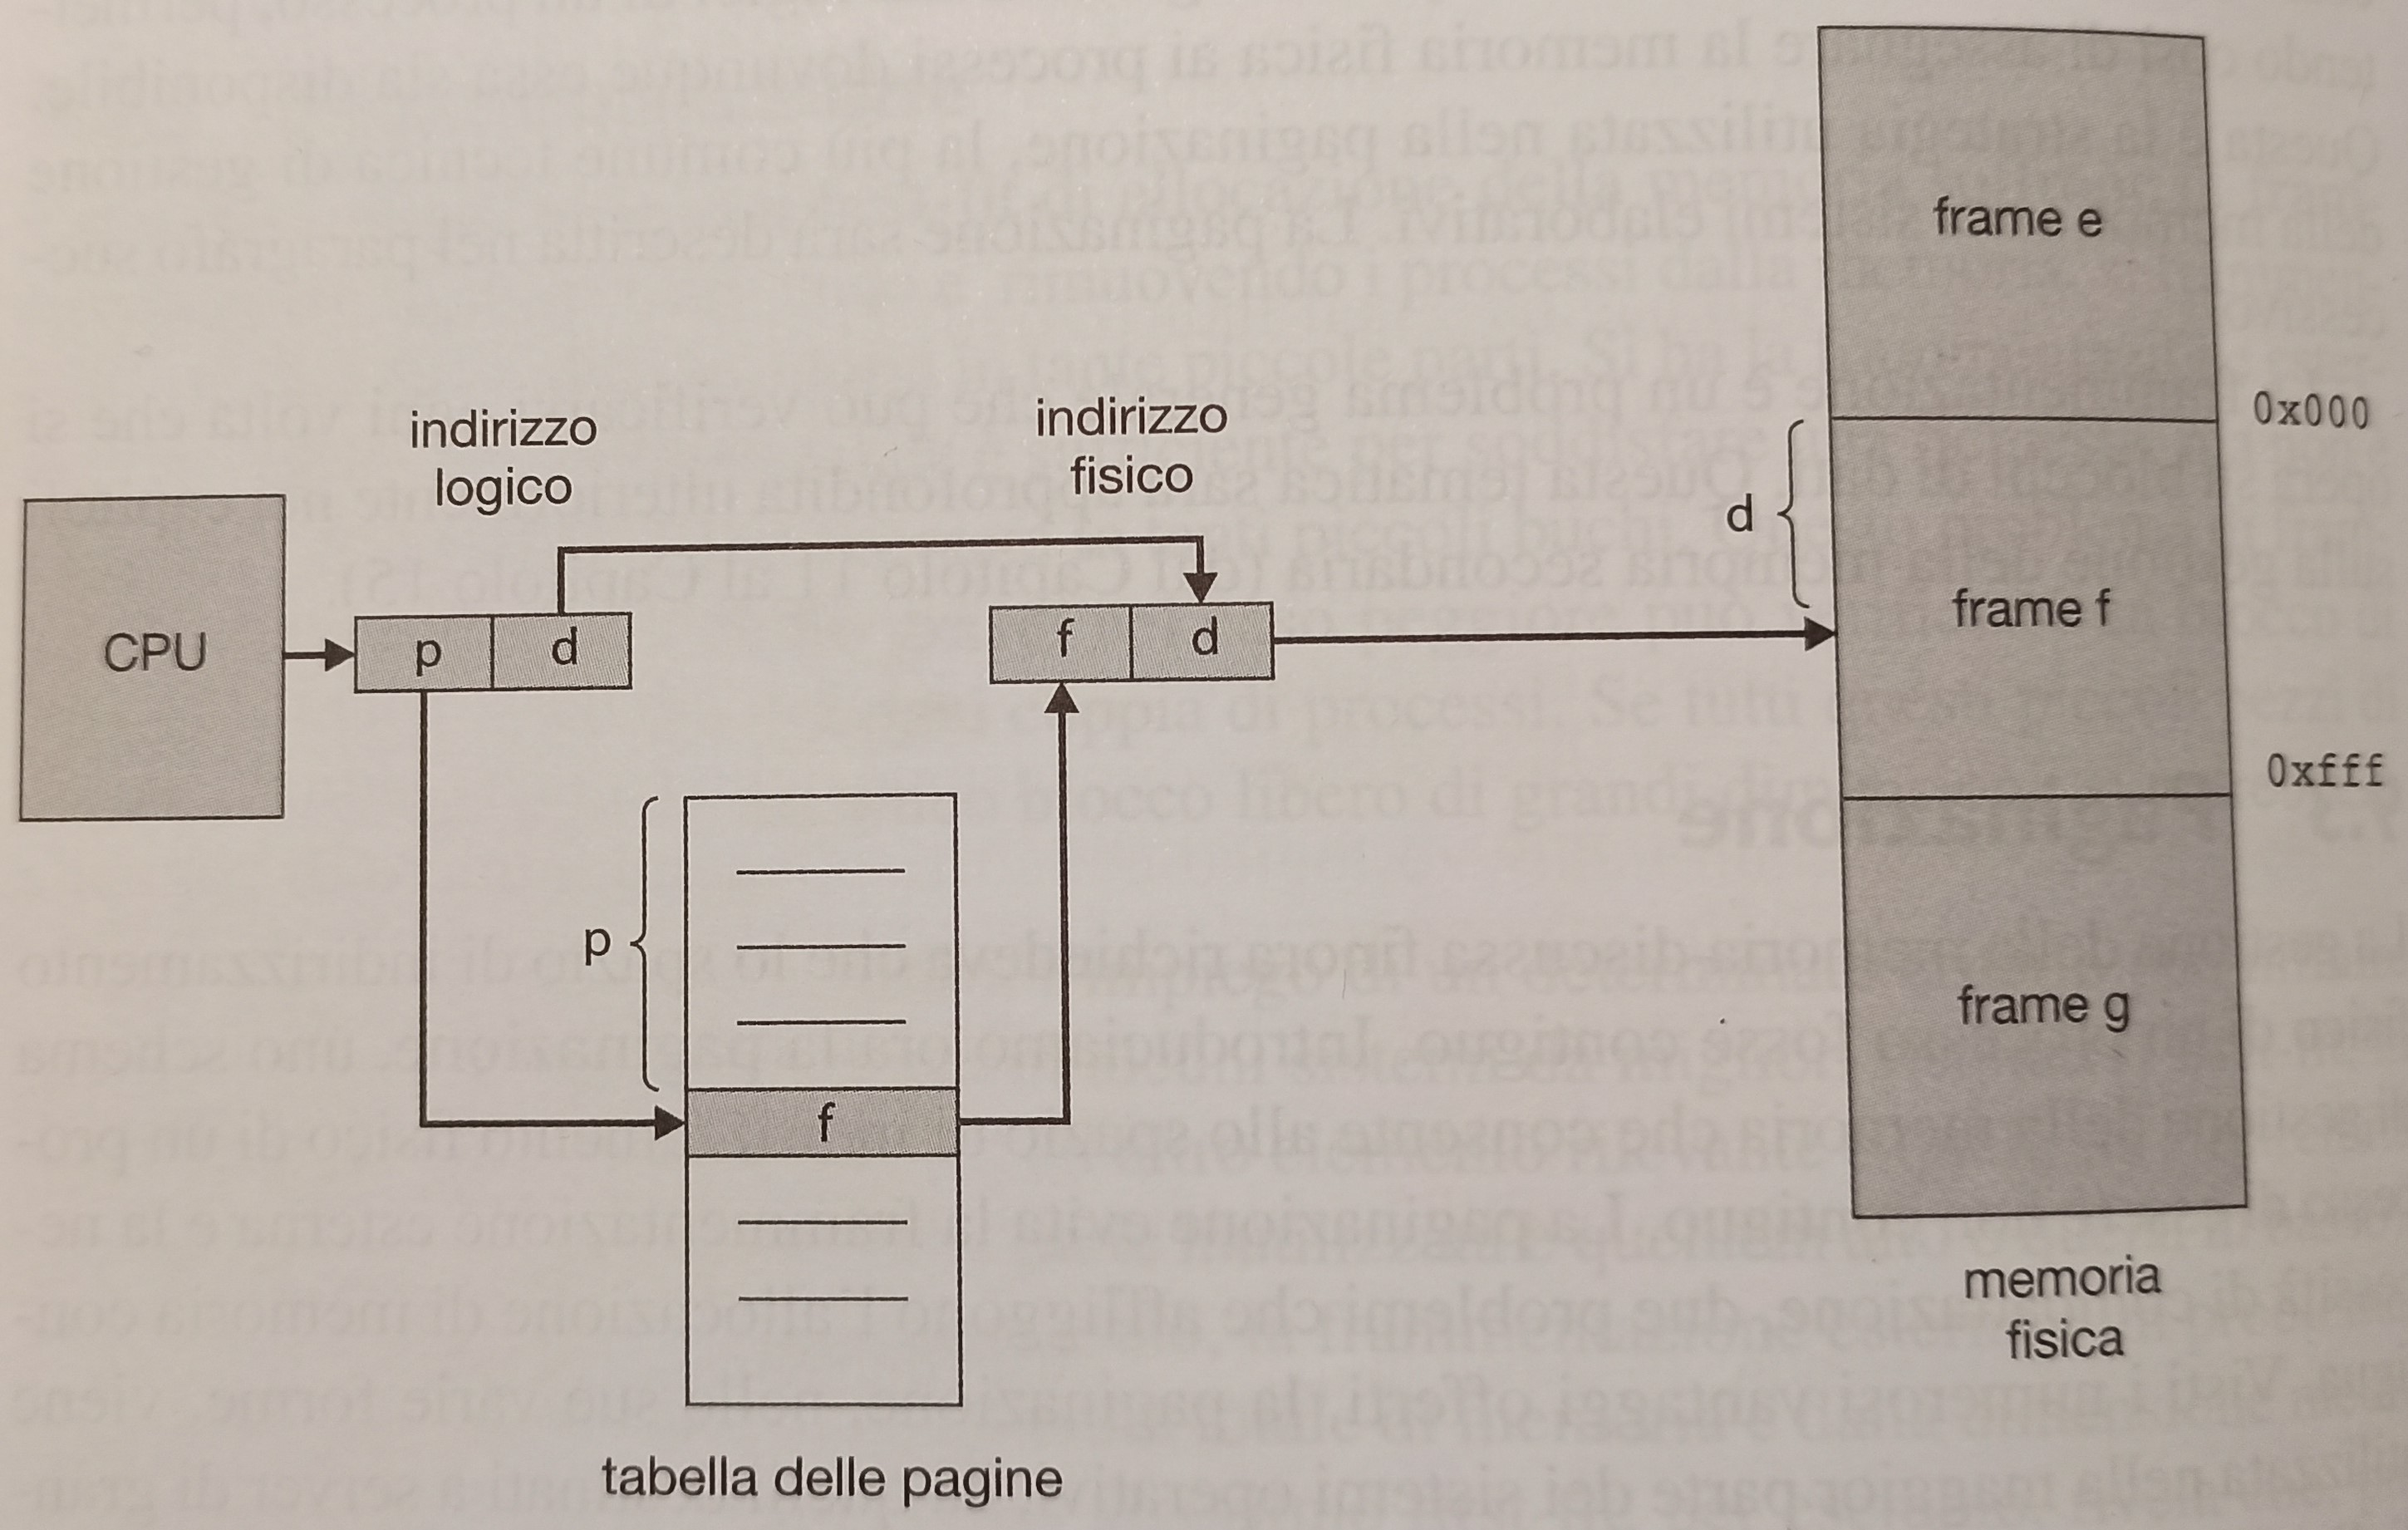 frame e
0x000
indirizzo
logico
indirizzo
fisico
d
frame f
CPU
p
d
f
d
0xfff
p
frame g
f
memoria
fisica
tabella delle pagine